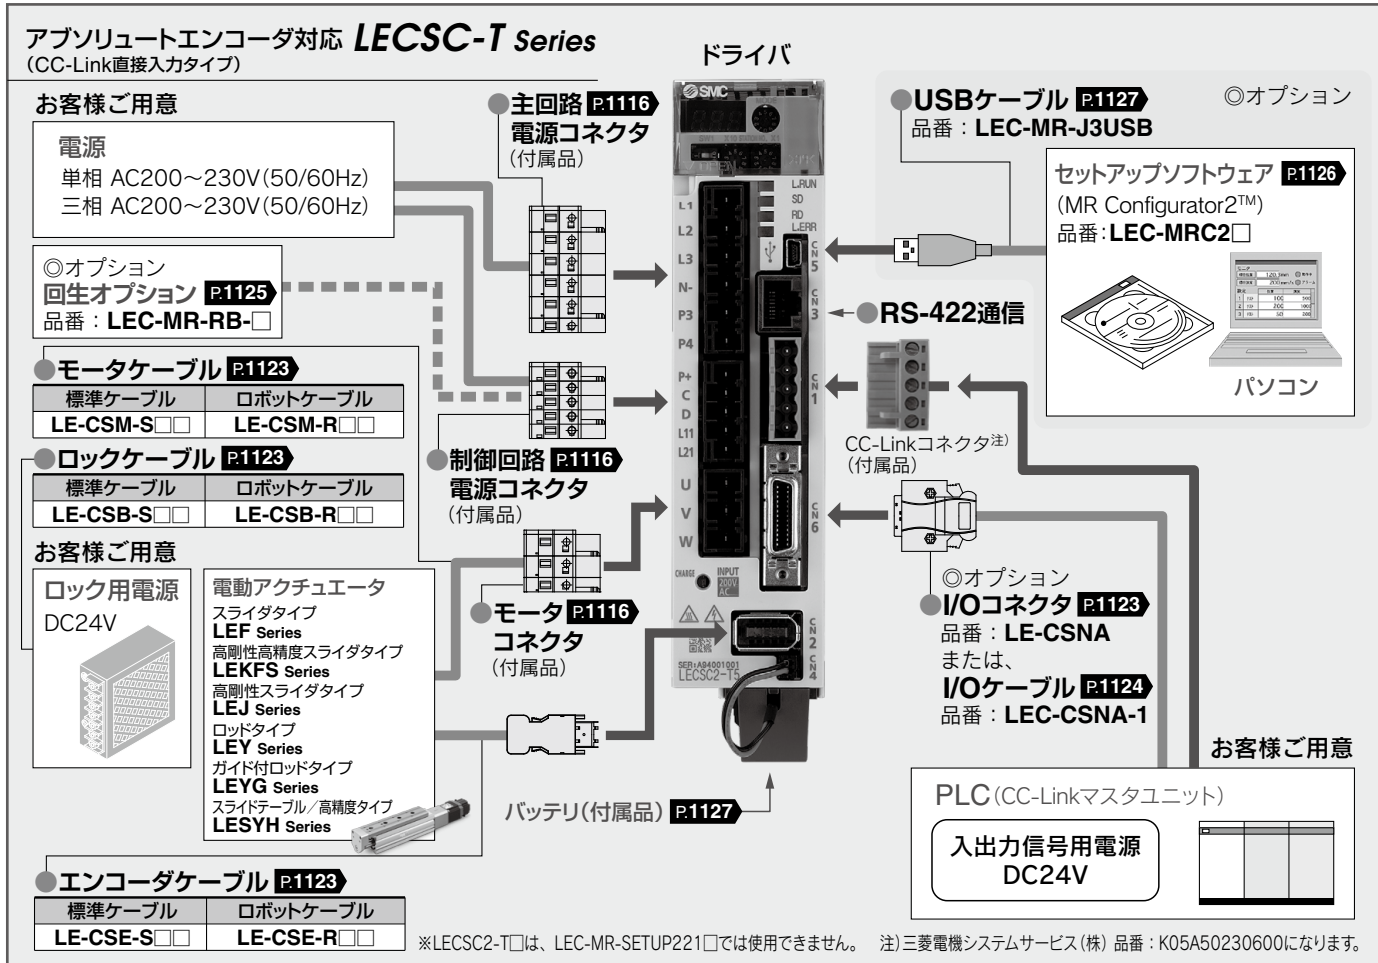 アブソリュートエンコーダ対応 LECSC-T Series
(CC-Link直接入力タイプ)
お客様ご用意
電源
単相 AC200～230V(50/60Hz)
三相 AC200～230V(50/60Hz)
◎オプション
回生オプション P.1125
品番：LEC-MR-RB-□
●モータケーブル P.1123
標準ケーブル ロボットケーブル
LE-CSM-S□□ LE-CSM-R□□
●ロックケーブル P.1123
標準ケーブル ロボットケーブル
LE-CSB-S□□ LE-CSB-R□□
お客様ご用意
ロック用電源
DC24V
電動アクチュエータ
スライダタイプ
LEF Series
高剛性高精度スライダタイプ
LEKFS Series
高剛性スライダタイプ
LEJ Series
ロッドタイプ
LEY Series
ガイド付ロッドタイプ
LEYG Series
スライドテーブル／高精度タイプ
LESYH Series
●エンコーダケーブル P.1123
標準ケーブル ロボットケーブル
LE-CSE-S□□ LE-CSE-R□□
●主回路 P.1116
電源コネクタ
(付属品)
●制御回路 P.1116
電源コネクタ
(付属品)
●モータ P.1116
コネクタ
(付属品)
バッテリ(付属品) P.1127
ドライバ
SMC
L.RUN
SD
RD
L.ERR
L1
L2
L3
N-
P3
P4
P+
C
D
L11
L21
U
V
W
CN5
CN3
CN1
CN6
CN2
CN4
CHARGE
INPUT
200V
AC
SER:A94001001
LECSC2-T5
●USBケーブル P.1127
品番：LEC-MR-J3USB
◎オプション
セットアップソフトウェア P.1126
(MR Configurator2™)
品番：LEC-MRC2□
パソコン
●RS-422通信
CC-Linkコネクタ注)
(付属品)
◎オプション
●I/Oコネクタ P.1123
品番：LE-CSNA
または、
I/Oケーブル P.1124
品番：LEC-CSNA-1
お客様ご用意
PLC(CC-Linkマスタユニット)
入出力信号用電源
DC24V
※LECSC2-T□は、LEC-MR-SETUP221□では使用できません。
注)三菱電機システムサービス(株) 品番：K05A50230600になります。